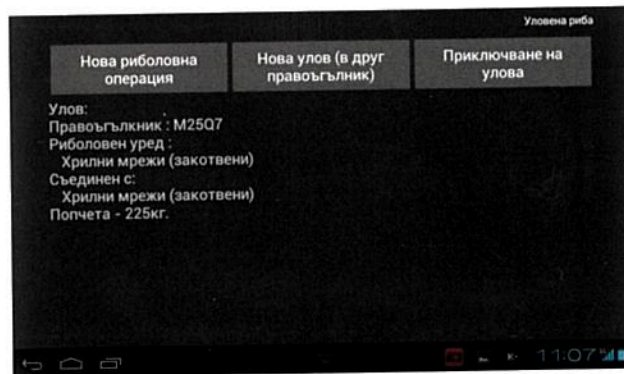 Уловена риба
Нова риболовна операция
Нова улов (в друг правоъгълник)
Приключване на улова
Улов:
Правоъгълкник : M25Q7
Риболовен уред :
Хрилни мрежи (закотвени)
Съединен с:
Хрилни мрежи (закотвени)
Попчета - 225кг.
11:07